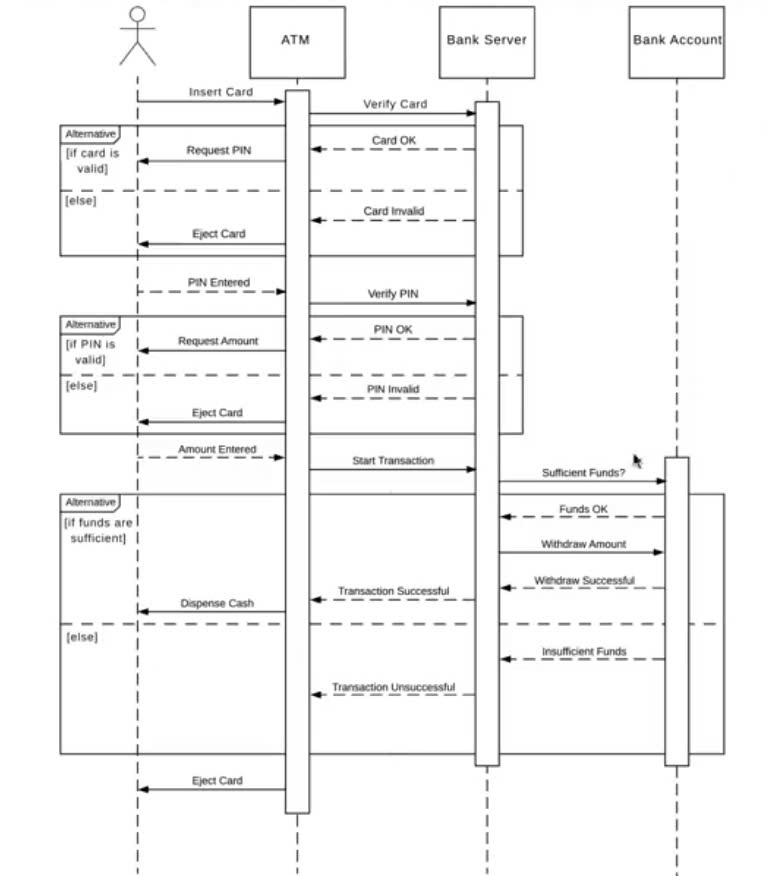 ATM
Bank Server
Bank Account
Insert Card
Verify Card
Alternative
[if card is
valid]
Card OK
Request PIN
[else]
Card Invalid
Eject Card
PIN Entered
Verify PIN
Alternative
[if PIN is
valid]
PIN OK
Request Amount
[else]
PIN Invalid
Eject Card
Amount Entered
Start Transaction
Sufficient Funds?
Alternative
[if funds are
sufficient]
Funds OK
Withdraw Amount
Withdraw Successful
Transaction Successful
Dispense Cash
[else]
Insufficient Funds
Transaction Unsuccessful
Eject Card